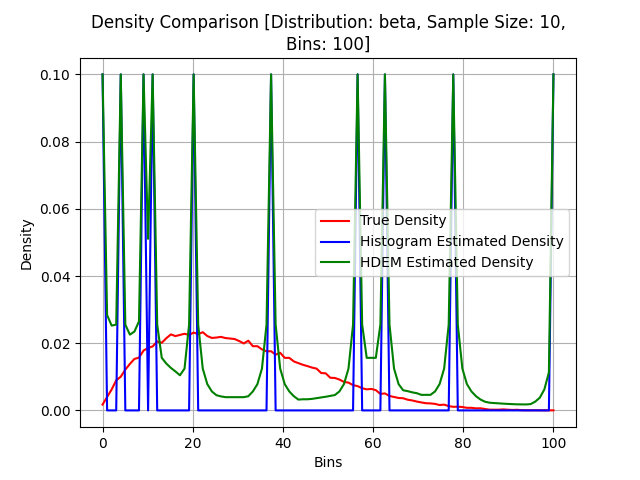 Density Comparison [Distribution: beta, Sample Size: 10,
Bins: 100]
Density
0.10
0.08
0.06
0.04
0.02
0.00
True Density
Histogram Estimated Density
HDEM Estimated Density
0 20 40 60 80 100
Bins